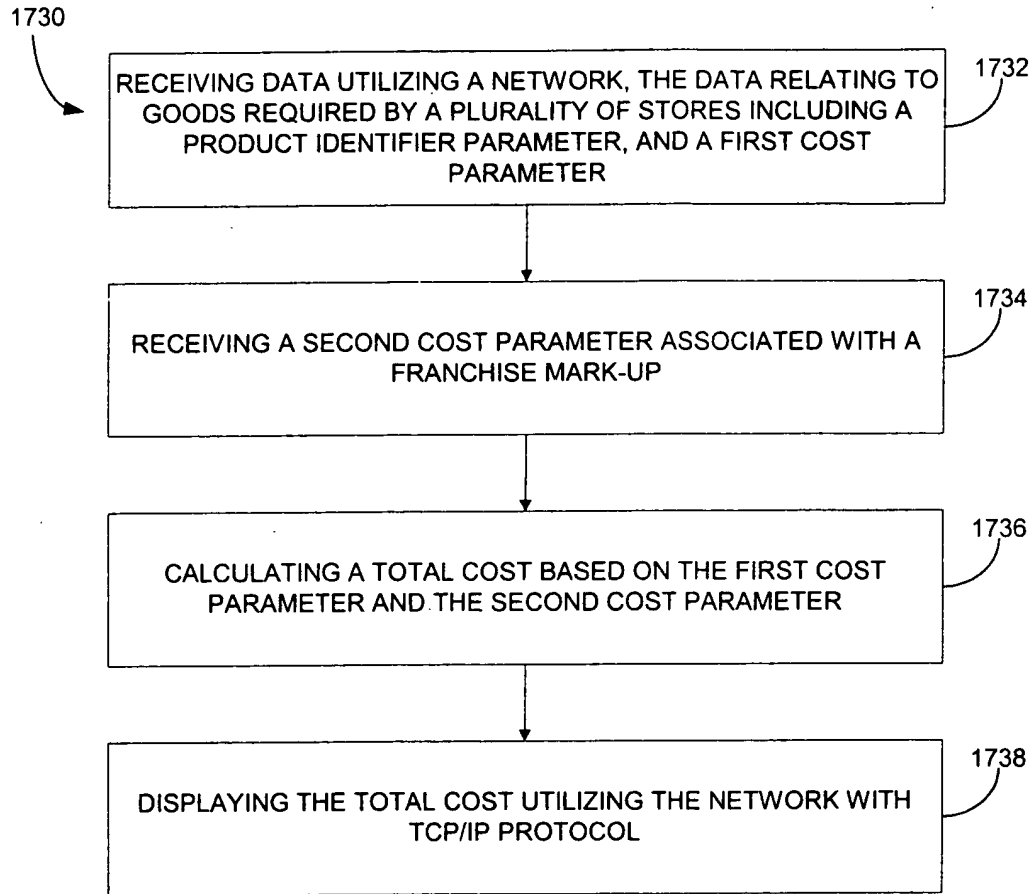 1730
1732
RECEIVING DATA UTILIZING A NETWORK, THE DATA RELATING TO
GOODS REQUIRED BY A PLURALITY OF STORES INCLUDING A
PRODUCT IDENTIFIER PARAMETER, AND A FIRST COST
PARAMETER
1734
RECEIVING A SECOND COST PARAMETER ASSOCIATED WITH A
FRANCHISE MARK-UP
1736
CALCULATING A TOTAL COST BASED ON THE FIRST COST
PARAMETER AND THE SECOND COST PARAMETER
1738
DISPLAYING THE TOTAL COST UTILIZING THE NETWORK WITH
TCP/IP PROTOCOL